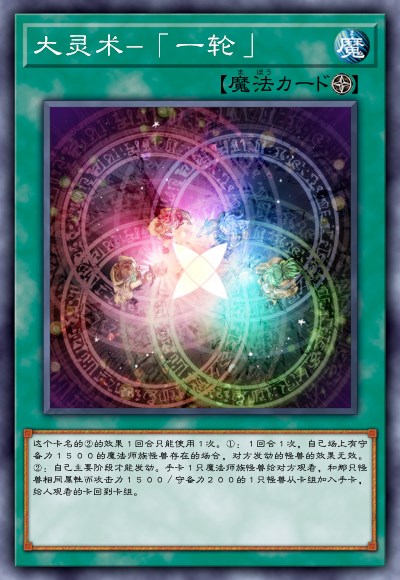 大灵术-「一轮」
魔
【魔法カード】
まほう
这个卡名的②的效果1回合只能使用1次。①:1回合1次,自己场上有守
备力1500的魔法师族怪兽存在的场合,对方发动的怪兽的效果无效。
②:自己主要阶段才能发动。手卡1只魔法师族怪兽给对方观看,和那只怪
兽相同属性而攻击力1500/守备力200的1只怪兽从卡组加入手卡,
给人观看的卡回到卡组。